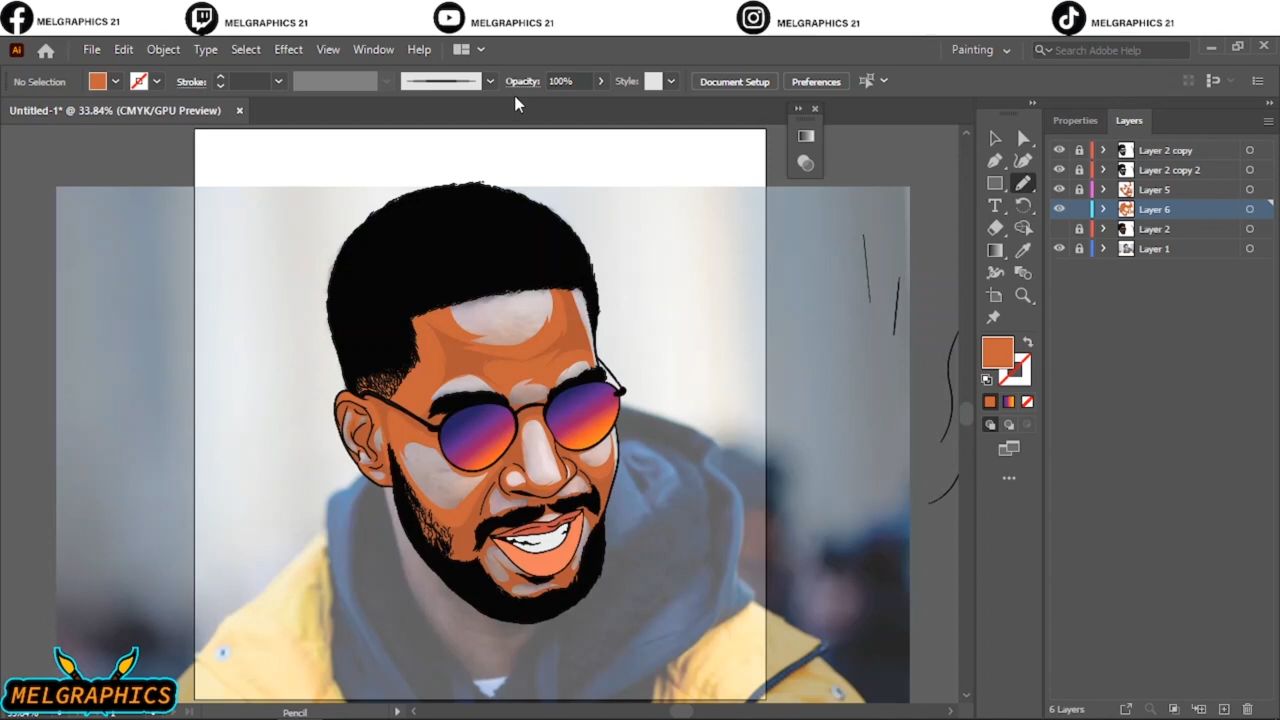 MELGRAPHICS 21
MELGRAPHICS 21
MELGRAPHICS 21
MELGRAPHICS 21
MELGRAPHICS 21
Ai File Edit Object Type Select Effect View Window Help Painting Search Adobe Help
No Selection Stroke: Opacity: 100% Style: Document Setup Preferences
Untitled-1* @ 33.84% (CMYK/GPU Preview)
Properties Layers
Layer 2 copy
Layer 2 copy 2
Layer 5
Layer 6
Layer 2
Layer 1
MELGRAPHICS
Pencil
6 Layers